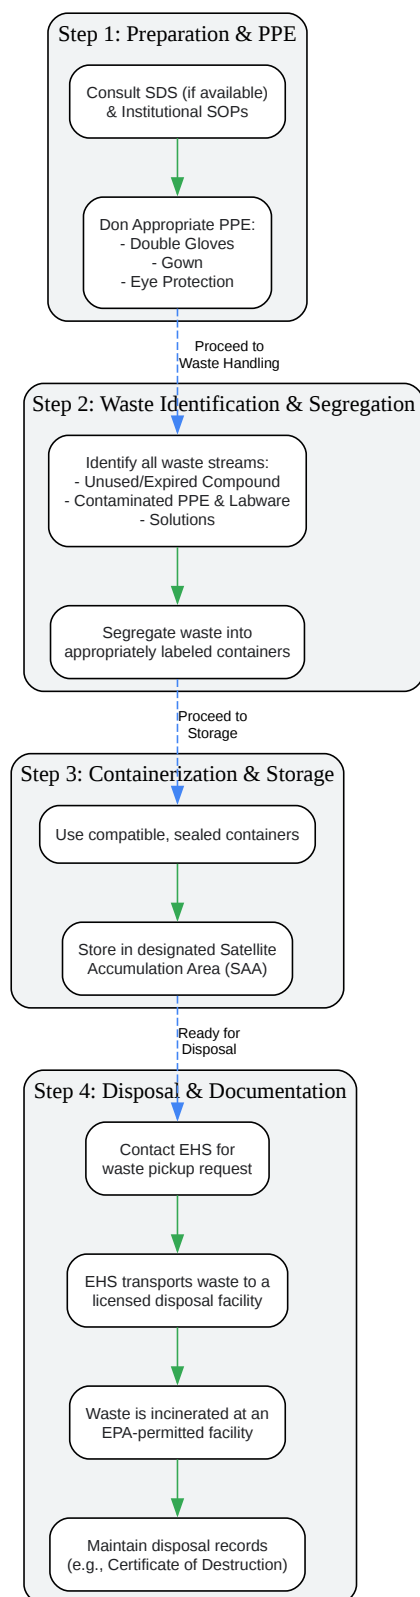 Step 1: Preparation & PPE
Consult SDS (if available)
& Institutional SOPs
Don Appropriate PPE:
- Double Gloves
- Gown
- Eye Protection
Proceed to
Waste Handling
Step 2: Waste Identification & Segregation
Identify all waste streams:
- Unused/Expired Compound
- Contaminated PPE & Labware
- Solutions
Segregate waste into
appropriately labeled containers
Proceed to
Storage
Step 3: Containerization & Storage
Use compatible, sealed containers
Store in designated Satellite
Accumulation Area (SAA)
Ready for
Disposal
Step 4: Disposal & Documentation
Contact EHS for
waste pickup request
EHS transports waste to a
licensed disposal facility
Waste is incinerated at an
EPA-permitted facility
Maintain disposal records
(e.g., Certificate of Destruction)